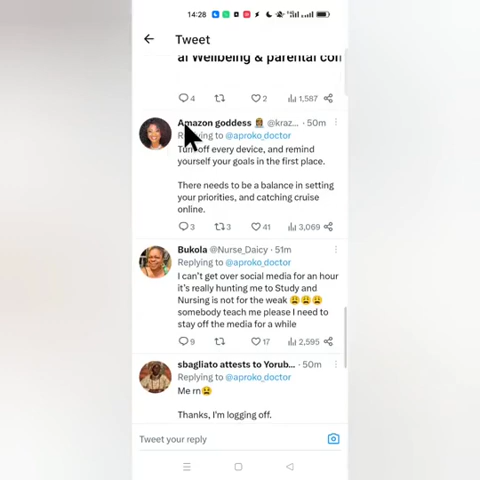 14:28
Tweet
al Wellbeing & parental con
4 2 1,587
Amazon goddess 👸🏾 @kraz... · 50m
Replying to @aproko_doctor
Turn off every device, and remind
yourself your goals in the first place.
There needs to be a balance in setting
your priorities, and catching cruise
online.
3 3 41 3,069
Bukola @Nurse_Daicy · 51m
Replying to @aproko_doctor
I can't get over social media for an hour
it's really hunting me to Study and
Nursing is not for the weak 😩😩😩
somebody teach me please I need to
stay off the media for a while
9 17 2,595
sbagliato attests to Yorub... · 50m
Replying to @aproko_doctor
Me rn😫
Thanks, I'm logging off.
Tweet your reply